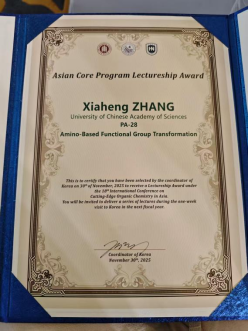 Asian Core Program Lectureship Award
Xiaheng ZHANG
University of Chinese Academy of Sciences
PA-28
Amino-Based Functional Group Transformation
This is to certify that you have been selected by the coordinator of
Korea on 30th of November, 2025 to receive a Lectureship Award under
the 18th International Conference on
Cutting-Edge Organic Chemistry in Asia.
You will be invited to deliver a series of lectures during the one-week
visit to Korea in the next fiscal year.
Coordinator of Korea
November 30th, 2025